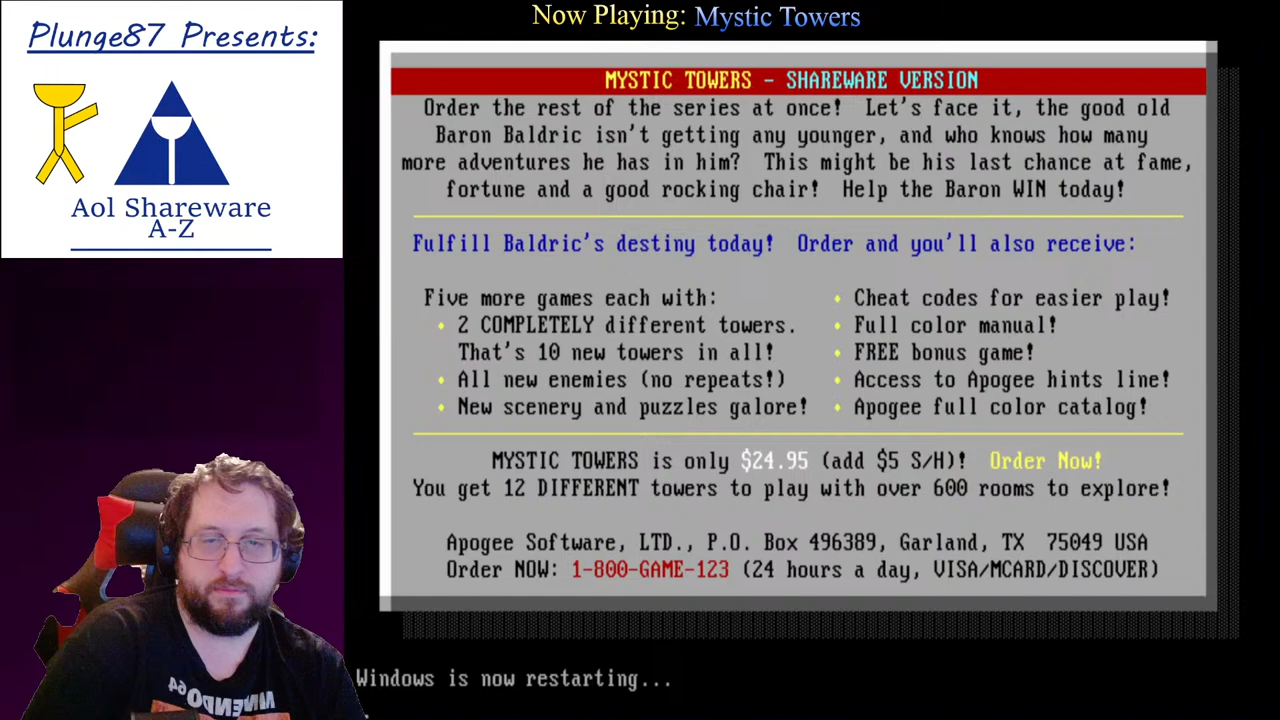 Now Playing: Mystic Towers
Plunge87 Presents:
Aol Shareware
A-Z
MYSTIC TOWERS - SHAREWARE VERSION
Order the rest of the series at once! Let's face it, the good old
Baron Baldric isn't getting any younger, and who knows how many
more adventures he has in him? This might be his last chance at fame,
fortune and a good rocking chair! Help the Baron WIN today!
Fulfill Baldric's destiny today! Order and you'll also receive:
Five more games each with:
• 2 COMPLETELY different towers.
That's 10 new towers in all!
• All new enemies (no repeats!)
• New scenery and puzzles galore!
• Cheat codes for easier play!
• Full color manual!
• FREE bonus game!
• Access to Apogee hints line!
• Apogee full color catalog!
MYSTIC TOWERS is only $24.95 (add $5 S/H)! Order Now!
You get 12 DIFFERENT towers to play with over 600 rooms to explore!
Apogee Software, LTD., P.O. Box 496389, Garland, TX 75049 USA
Order NOW: 1-800-GAME-123 (24 hours a day, VISA/MCARD/DISCOVER)
Windows is now restarting...
NINTENDO64